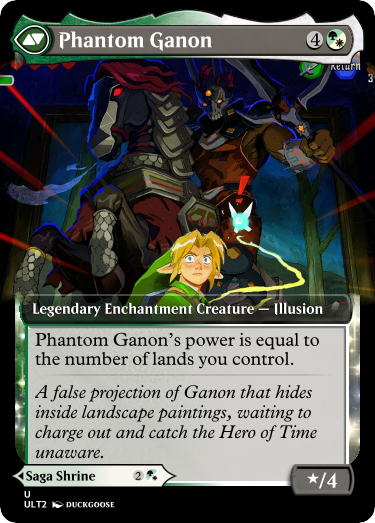 Phantom Ganon 4
Return
3
Legendary Enchantment Creature — Illusion
Phantom Ganon's power is equal to
the number of lands you control.
A false projection of Ganon that hides
inside landscape paintings, waiting to
charge out and catch the Hero of Time
unaware.
Saga Shrine 2
★/4
U
ULT2 DUCKGOOSE